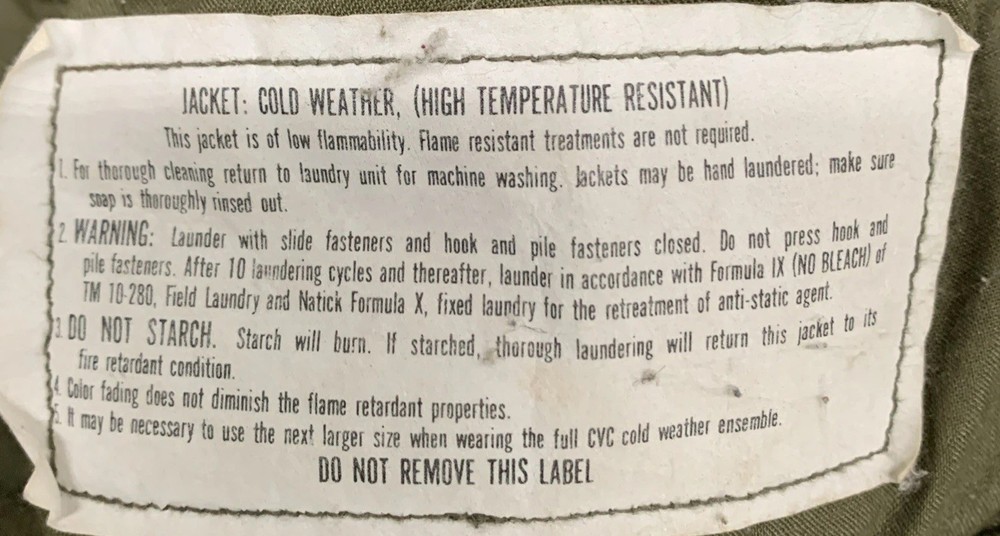 JACKET: COLD WEATHER, (HIGH TEMPERATURE RESISTANT)
This jacket is of low flammability. Flame resistant treatments are not required.
1. For thorough cleaning return to laundry unit for machine washing. Jackets may be hand laundered; make sure
soap is thoroughly rinsed out.
2. WARNING: Launder with slide fasteners and hook and pile fasteners closed. Do not press hook and
pile fasteners. After 10 laundering cycles and thereafter, launder in accordance with Formula IX (NO BLEACH) of
TM 10-280, Field Laundry and Natick Formula X, fixed laundry for the retreatment of anti-static agent.
3. DO NOT STARCH. Starch will burn. If starched, thorough laundering will return this jacket to its
fire retardant condition.
4. Color fading does not diminish the flame retardant properties.
5. It may be necessary to use the next larger size when wearing the full CVC cold weather ensemble.
DO NOT REMOVE THIS LABEL